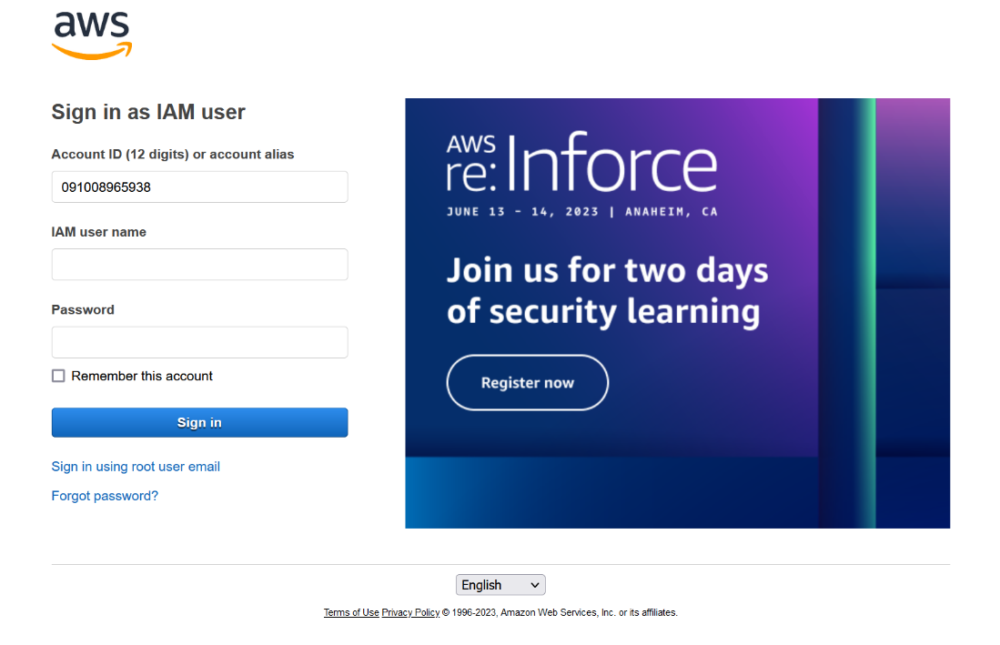 aws
Sign in as IAM user
Account ID (12 digits) or account alias
091008965938
IAM user name
Password
Remember this account
Sign in
Sign in using root user email
Forgot password?
AWS
re:Inforce
JUNE 13 – 14, 2023 | ANAHEIM, CA
Join us for two days
of security learning
Register now
English
Terms of Use Privacy Policy © 1996-2023, Amazon Web Services, Inc. or its affiliates.